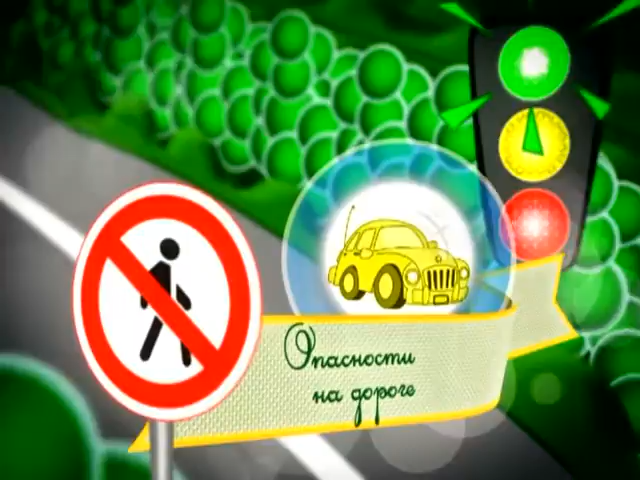 Опасности
на дороге